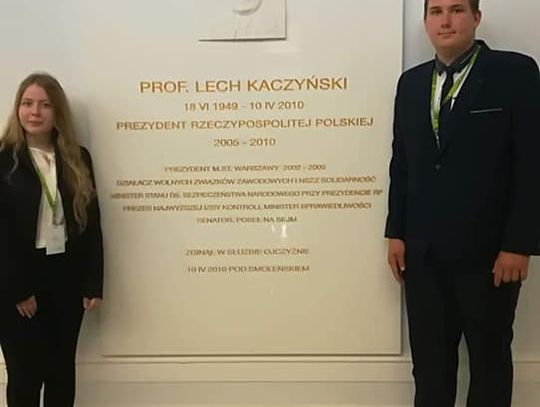 PROF. LECH KACZYŃSKI
18 VI 1949 - 10 IV 2010
PREZYDENT RZECZYPOSPOLITEJ POLSKIEJ
2005 - 2010
PREZYDENT M.ST. WARSZAWY 2002 - 2005
DZIAŁACZ WOLNYCH ZWIĄZKÓW ZAWODOWYCH I NSZZ SOLIDARNOŚĆ
MINISTER STANU DS. BEZPIECZEŃSTWA NARODOWEGO PRZY PREZYDENCIE RP
PREZES NAJWYŻSZEJ IZBY KONTROLI, MINISTER SPRAWIEDLIWOŚCI
SENATOR, POSEŁ NA SEJM
ZGINĄŁ W SŁUŻBIE OJCZYŹNIE
10 IV 2010 POD SMOLEŃSKIEM